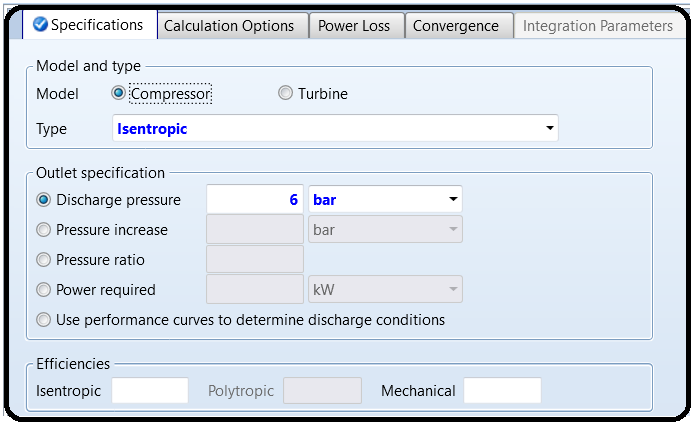 Specifications Calculation Options Power Loss Convergence Integration Parameters
Model and type
Model Compressor Turbine
Type Isentropic
Outlet specification
Discharge pressure 6 bar
Pressure increase bar
Pressure ratio
Power required kW
Use performance curves to determine discharge conditions
Efficiencies
Isentropic Polytropic Mechanical